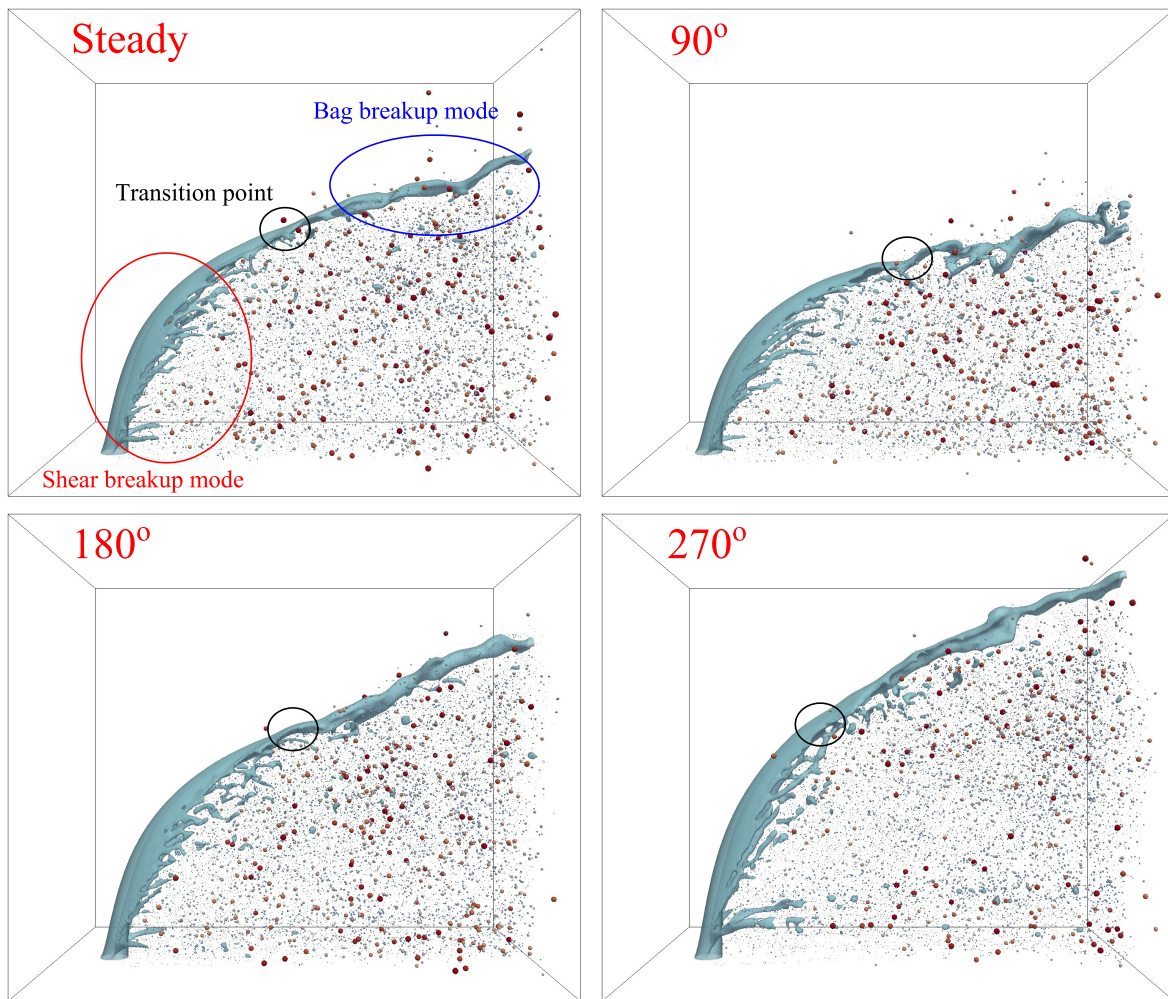 Steady
90°
Bag breakup mode
Transition point
Shear breakup mode
180°
270°